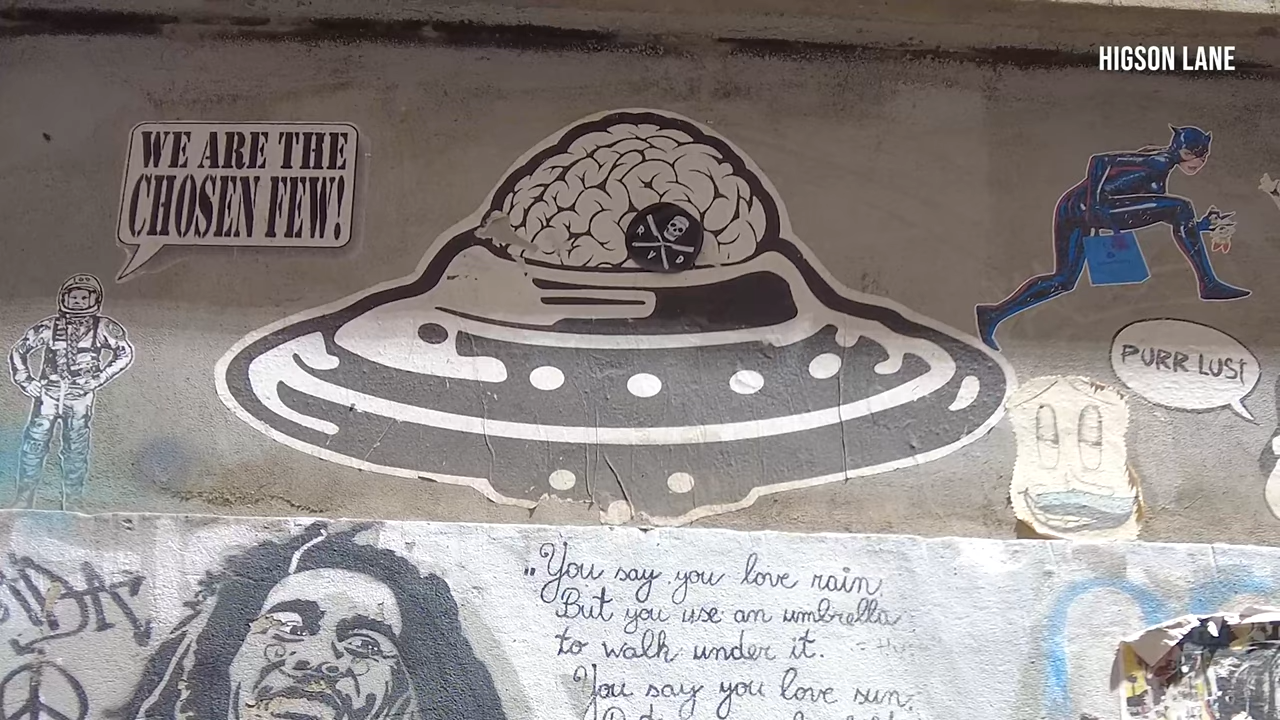 HIGSON LANE
WE ARE THE
CHOSEN FEW!
R
V D
PURR LUST
"You say you love rain,
But you use an umbrella
to walk under it.
You say you love sun,